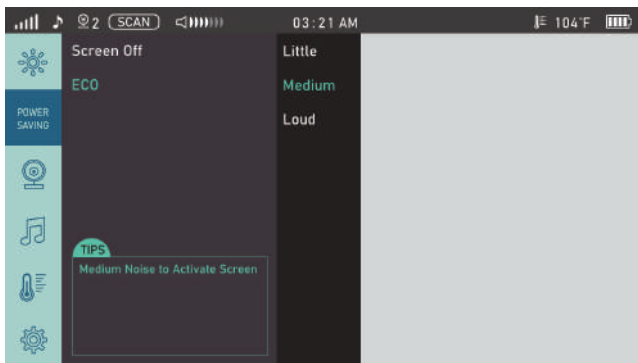 2 SCAN 03:21 AM 104°F
Screen Off
Little
ECO
Medium
POWER
SAVING
Loud
TIPS
Medium Noise to Activate Screen